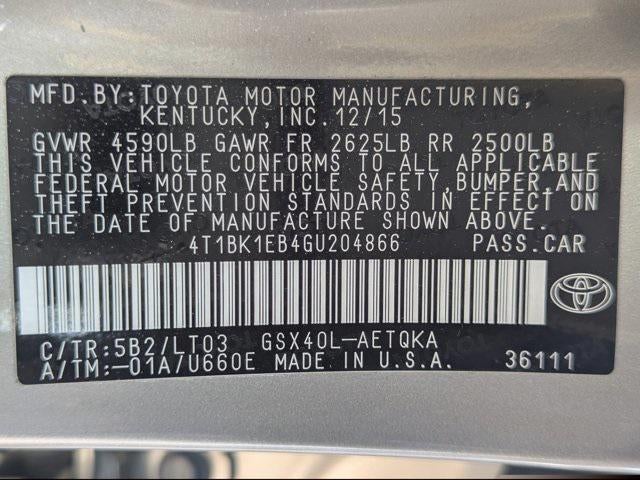 MFD.BY:TOYOTA MOTOR MANUFACTURING,
KENTUCKY,INC.12/15
GVWR 4590LB GAWR FR 2625LB RR 2500LB
THIS VEHICLE CONFORMS TO ALL APPLICABLE
FEDERAL MOTOR VEHICLE SAFETY,BUMPER,AND
THEFT PREVENTION STANDARDS IN EFFECT ON
THE DATE OF MANUFACTURE SHOWN ABOVE.
4T1BK1EB4GU204866 PASS.CAR
C/TR:5B2/LT03 GSX40L-AETQKA
A/TM:-01A/U660E MADE IN U.S.A. 36111